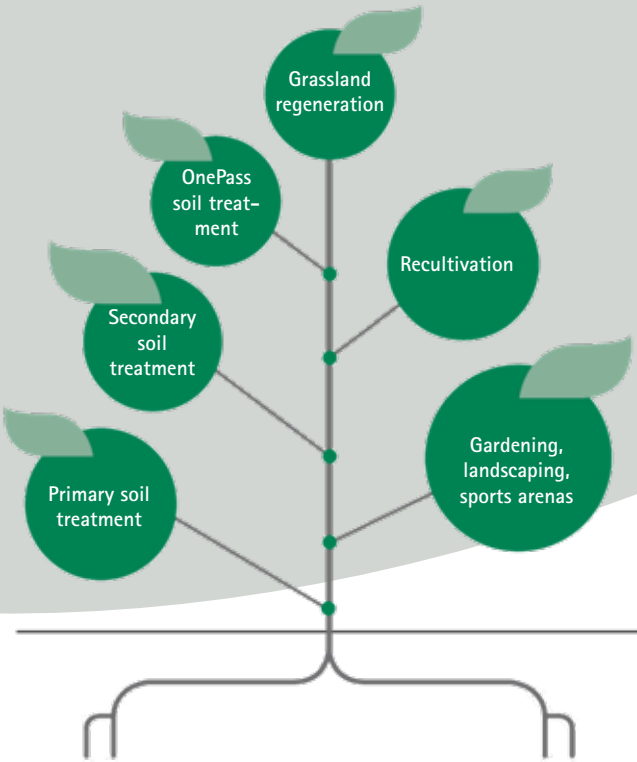 Grassland
regeneration
OnePass
soil treat-
ment
Recultivation
Secondary
soil
treatment
Gardening,
landscaping,
sports arenas
Primary soil
treatment